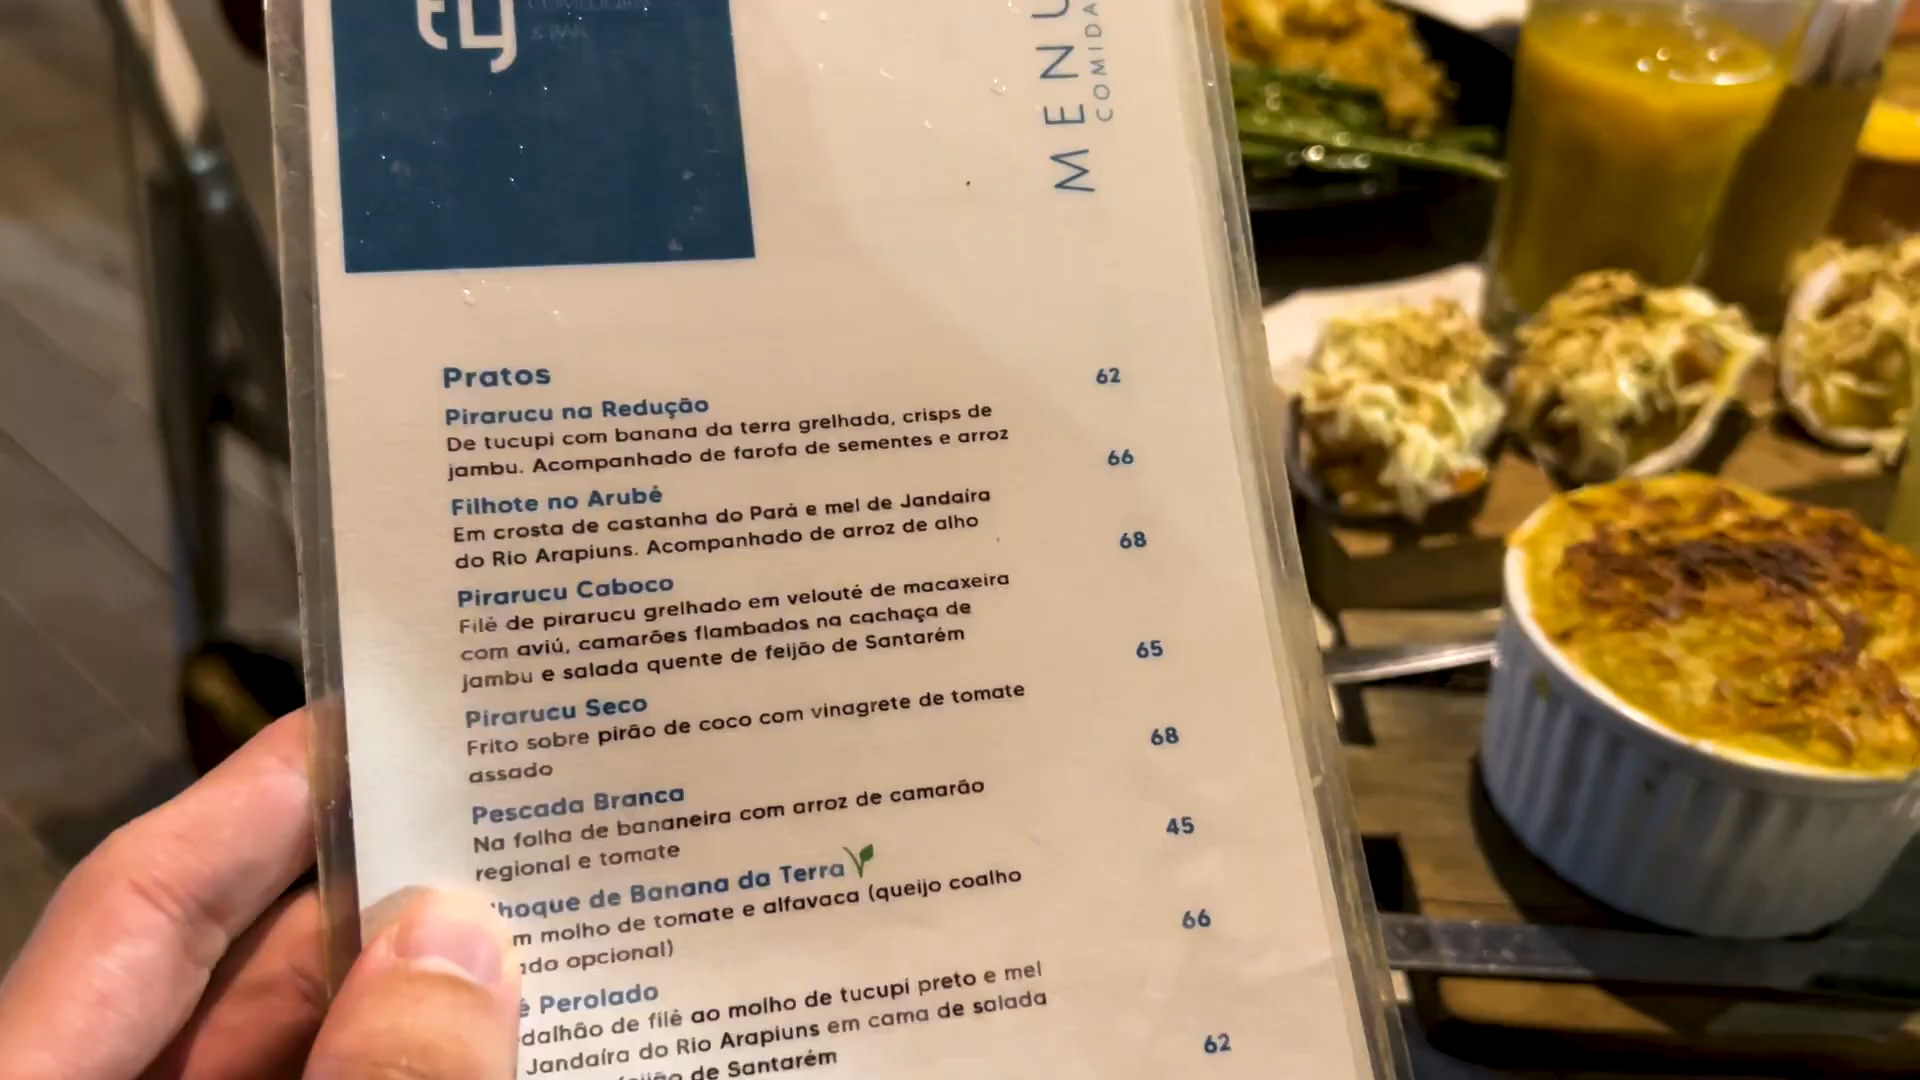 ty
& BAR
MENU
COMIDA
Pratos
Pirarucu na Redução 62
De tucupi com banana da terra grelhada, crisps de
jambu. Acompanhado de farofa de sementes e arroz
Filhote no Arubé 66
Em crosta de castanha do Pará e mel de Jandaíra
do Rio Arapiuns. Acompanhado de arroz de alho
Pirarucu Caboco 68
Filé de pirarucu grelhado em velouté de macaxeira
com aviú, camarões flambados na cachaça de
jambu e salada quente de feijão de Santarém
Pirarucu Seco 65
Frito sobre pirão de coco com vinagrete de tomate
assado
Pescada Branca 68
Na folha de bananeira com arroz de camarão
regional e tomate
hoque de Banana da Terra 45
m molho de tomate e alfavaca (queijo coalho
ado opcional)
é Perolado 66
dalhão de filé ao molho de tucupi preto e mel
Jandaíra do Rio Arapiuns em cama de salada
feijão de Santarém
62